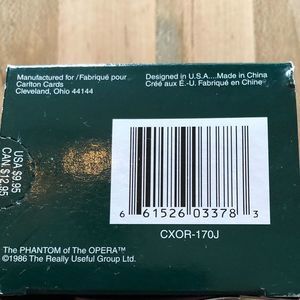 Manufactured for / Fabriqué pour
Carlton Cards
Cleveland, Ohio 44144
Designed in U.S.A....Made in China
Créé aux É.-U. Fabriqué en Chine
USA $9.95
CAN. $12.95
6 61526 03378 3
CXOR-170J
The PHANTOM of The OPERA™
©1986 The Really Useful Group Ltd.